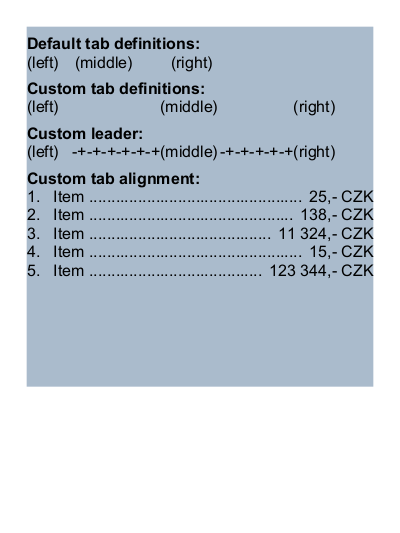 Default tab definitions:
(left) (middle) (right)
Custom tab definitions:
(left) (middle) (right)
Custom leader:
(left) -+-+-+-+-+-+(middle) -+-+-+-+-+(right)
Custom tab alignment:
1. Item ............................................... 25,- CZK
2. Item ............................................. 138,- CZK
3. Item ........................................ 11 324,- CZK
4. Item ............................................... 15,- CZK
5. Item ...................................... 123 344,- CZK